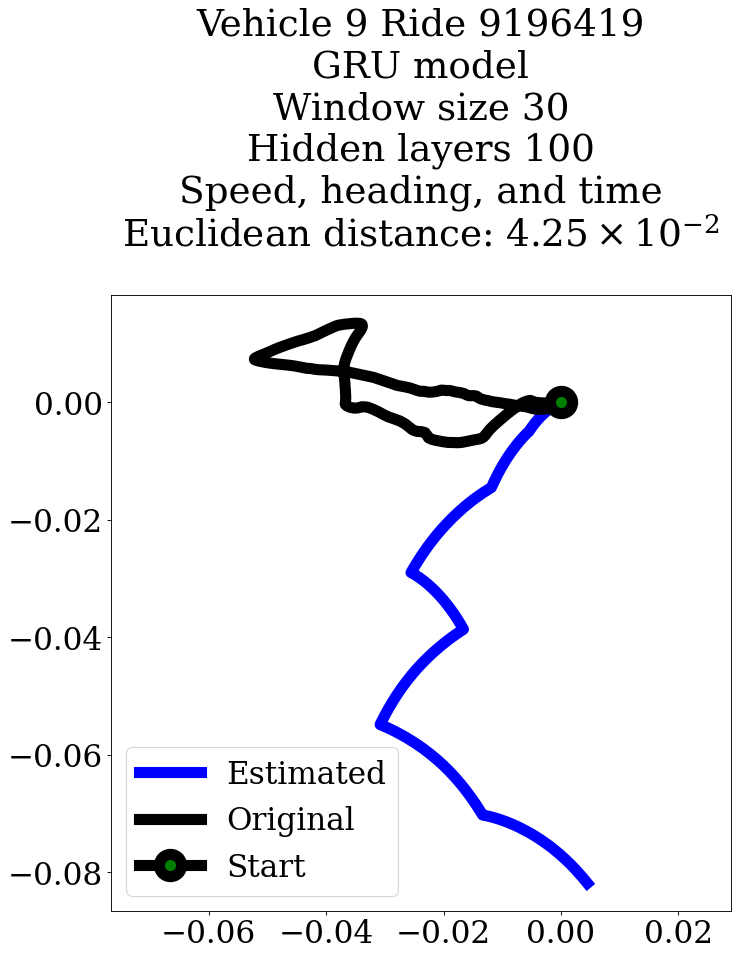 Vehicle 9 Ride 9196419
GRU model
Window size 30
Hidden layers 100
Speed, heading, and time
Euclidean distance: 4.25 × 10⁻²
0.00
−0.02
−0.04
−0.06
−0.08
Estimated
Original
Start
−0.06 −0.04 −0.02 0.00 0.02